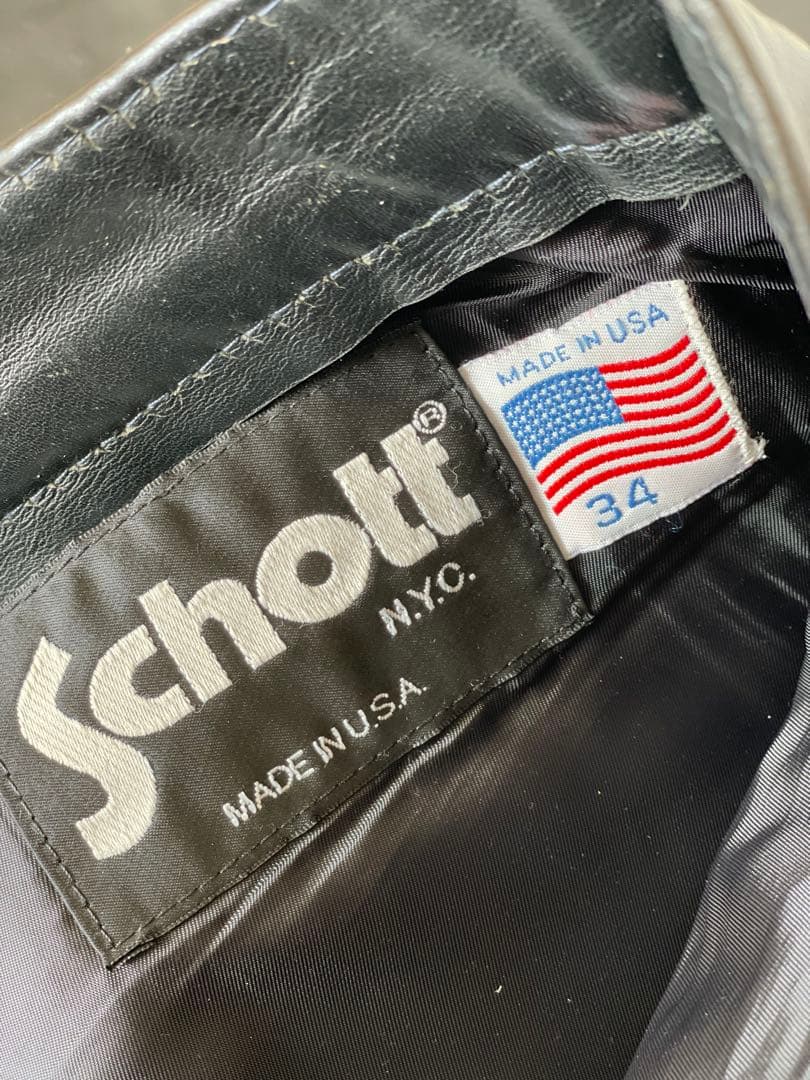 Schott®
N.Y.C.
MADE IN U.S.A.
MADE IN USA
34